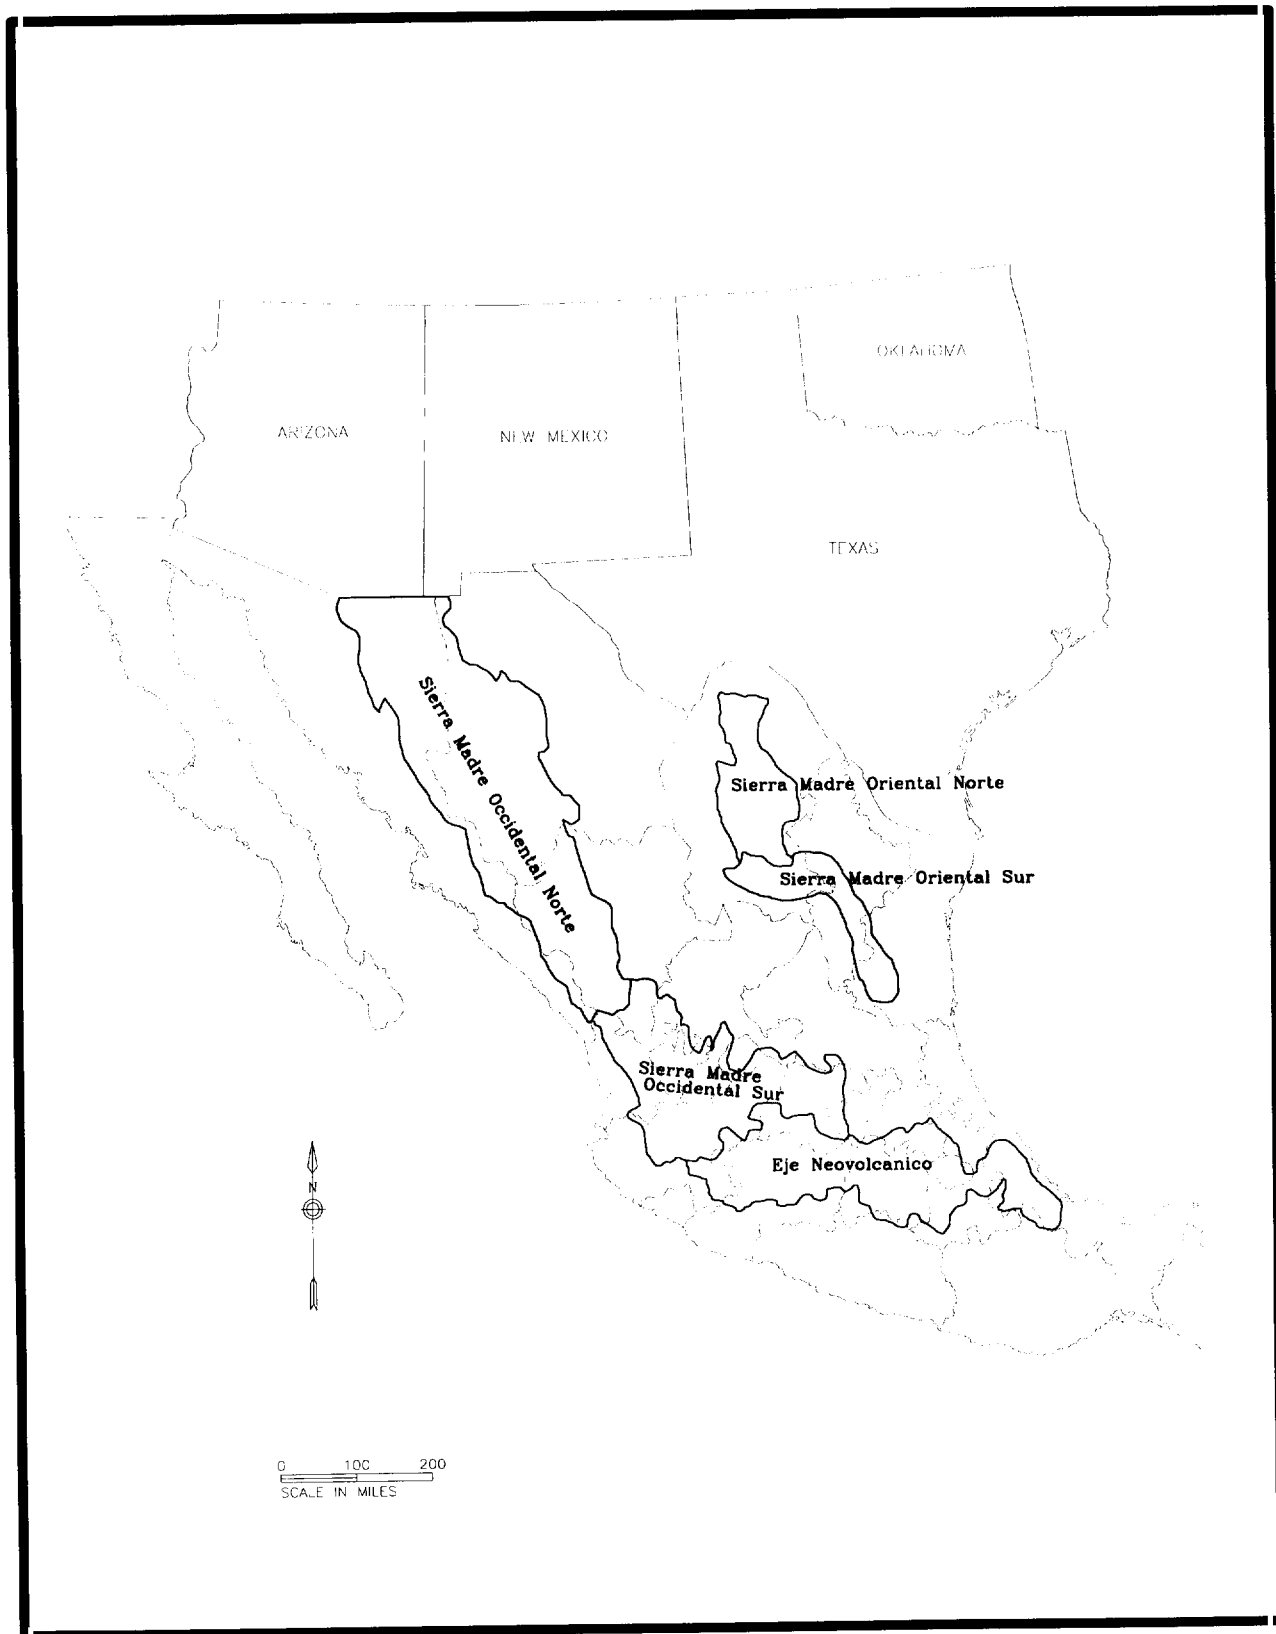 OKLAHOMA
ARIZONA
NEW MEXICO
TEXAS
Sierra Madre Occidental Norte
Sierra Madre Oriental Norte
Sierra Madre Oriental Sur
Sierra Madre
Occidental Sur
Eje Neovolcanico
N
0 100 200
SCALE IN MILES